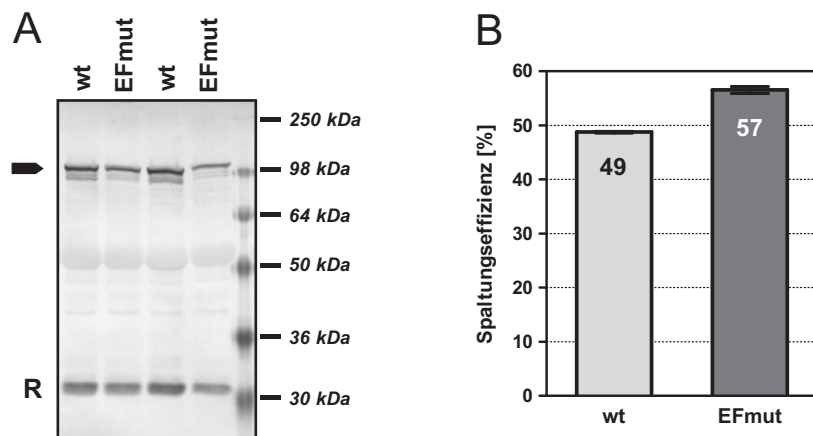 A
wt
EFmut
wt
EFmut
250 kDa
98 kDa
64 kDa
50 kDa
36 kDa
R
30 kDa
B
Spaltungseffizienz [%]
60
50
40
30
20
10
0
49
57
wt
EFmut